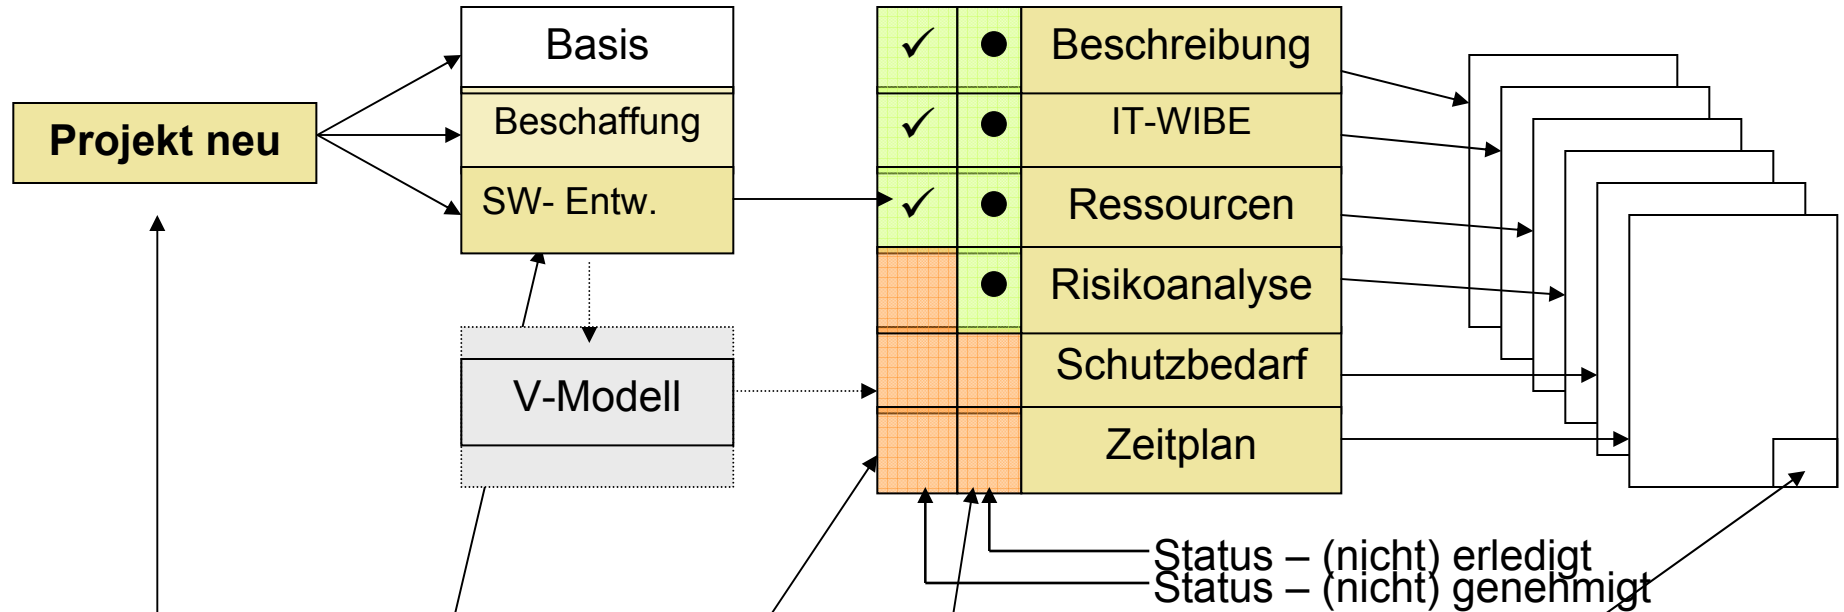 Projekt neu
Basis
Beschaffung
SW- Entw.
V-Modell
✓ ● Beschreibung
✓ ● IT-WIBE
✓ ● Ressourcen
● Risikoanalyse
Schutzbedarf
Zeitplan
Status – (nicht) erledigt
Status – (nicht) genehmigt